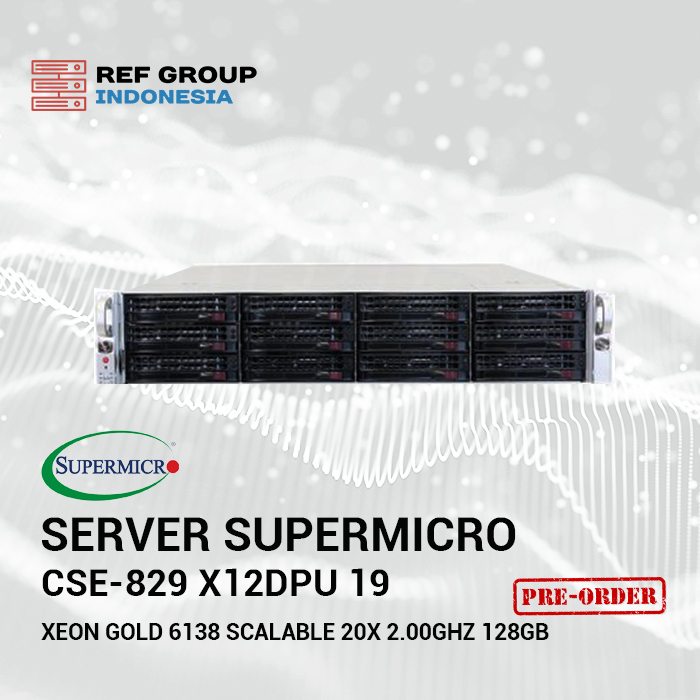 REF GROUP
INDONESIA
SUPERMICRO
SERVER SUPERMICRO
CSE-829 X12DPU 19
PRE-ORDER
XEON GOLD 6138 SCALABLE 20X 2.00GHZ 128GB